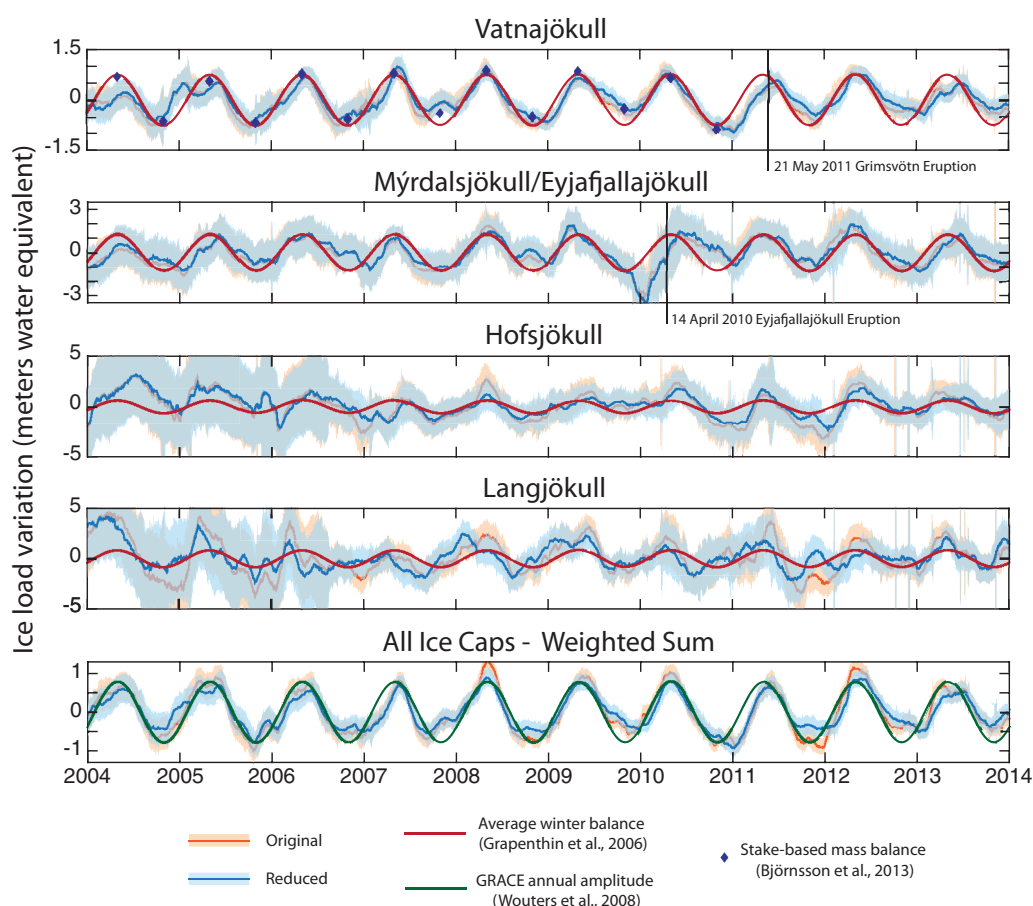 Vatnajökull
1.5
0
-1.5
21 May 2011 Grimsvötn Eruption
Mýrdalsjökull/Eyjafjallajökull
3
0
-3
14 April 2010 Eyjafjallajökull Eruption
Hofsjökull
5
0
-5
Langjökull
5
0
-5
All Ice Caps - Weighted Sum
1
0
-1
2004 2005 2006 2007 2008 2009 2010 2011 2012 2013 2014
Ice load variation (meters water equivalent)
Original
Reduced
Average winter balance
(Grapenthin et al., 2006)
GRACE annual amplitude
(Wouters et al., 2008)
Stake-based mass balance
(Björnsson et al., 2013)